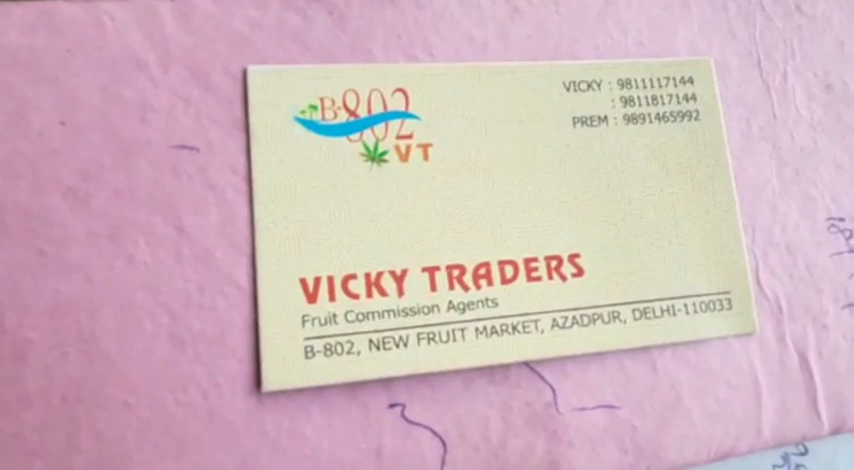 B-802
VT
VICKY : 9811117144
: 9811817144
PREM : 9891465992
VICKY TRADERS
Fruit Commission Agents
B-802, NEW FRUIT MARKET, AZADPUR, DELHI-110033